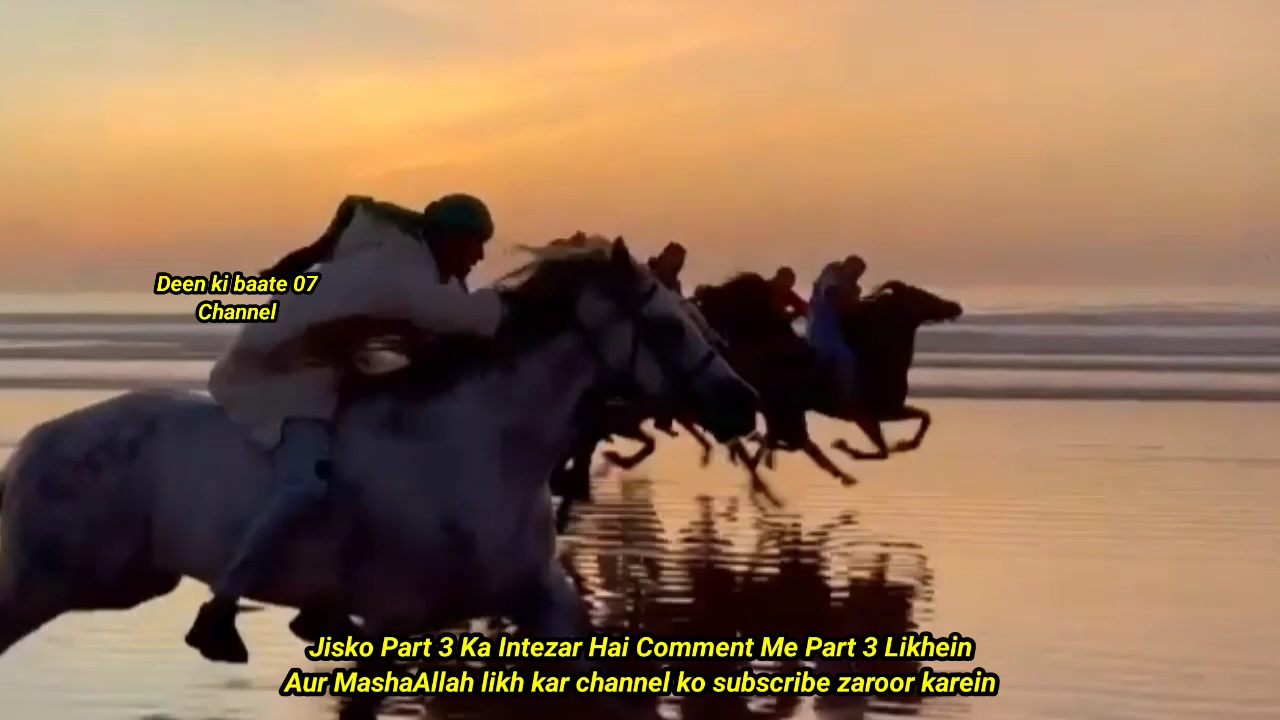 Deen ki baate 07
Channel
Jisko Part 3 Ka Intezar Hai Comment Me Part 3 Likhein
Aur MashaAllah likh kar channel ko subscribe zaroor karein